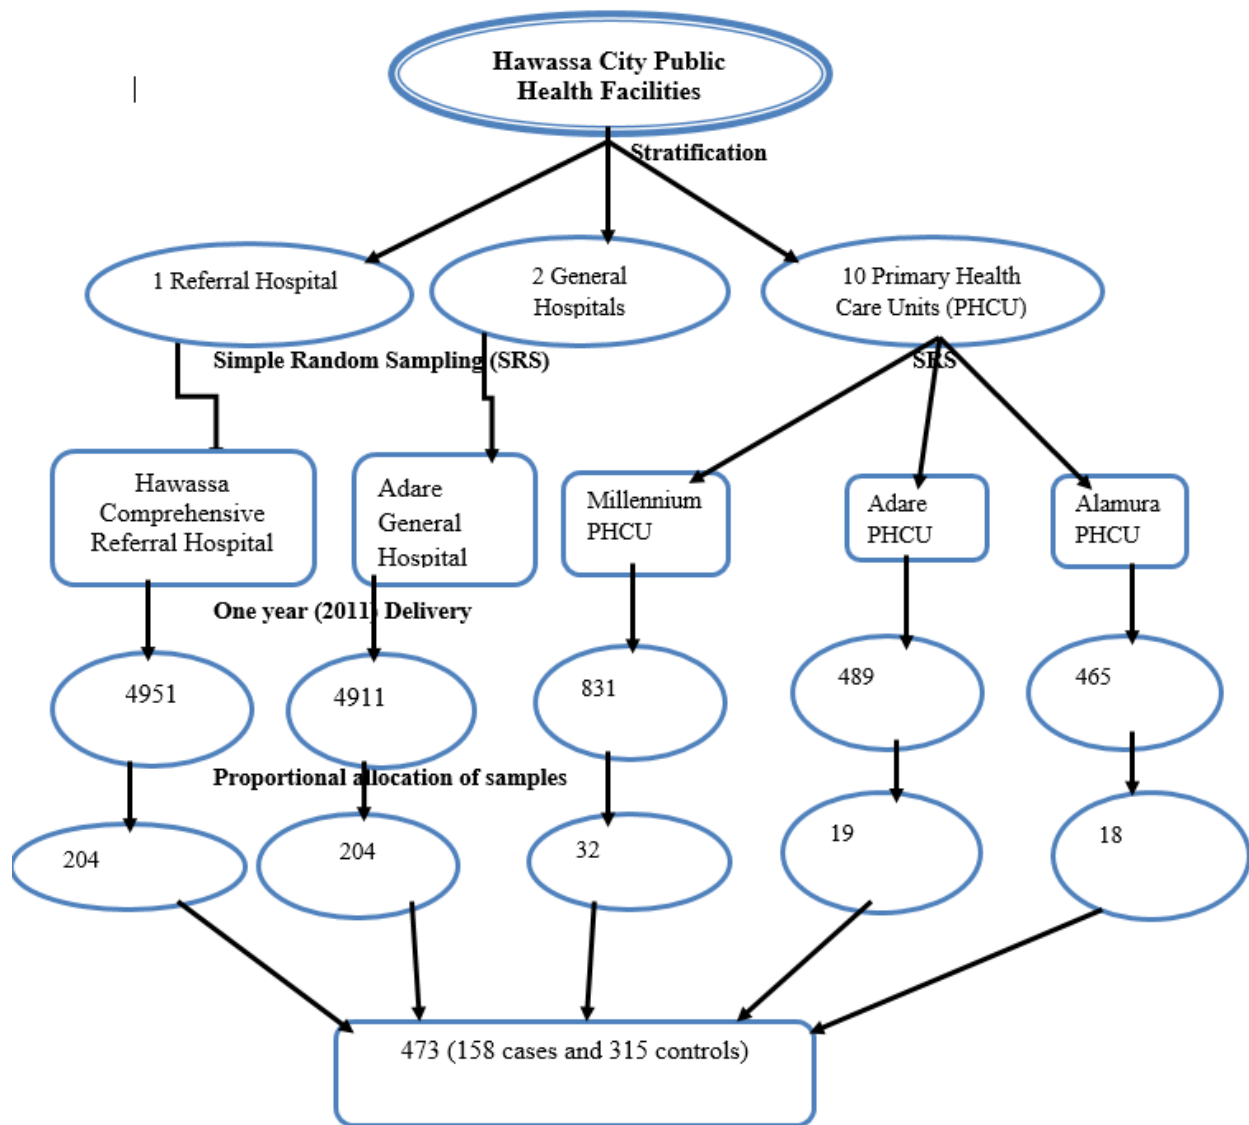 Hawassa City Public
Health Facilities
Stratification
1 Referral Hospital
2 General
Hospitals
10 Primary Health
Care Units (PHCU)
Simple Random Sampling (SRS)
SRS
Hawassa
Comprehensive
Referral Hospital
Adare
General
Hospital
Millennium
PHCU
Adare
PHCU
Alamura
PHCU
One year (2011) Delivery
4951
4911
831
489
465
Proportional allocation of samples
204
204
32
19
18
473 (158 cases and 315 controls)